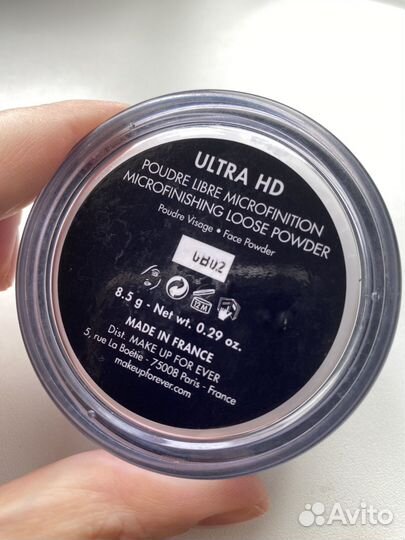 ULTRA HD
POUDRE LIBRE MICROFINITION
MICROFINISHING LOOSE POWDER
Poudre Visage • Face Powder
0B02
12M
8.5 g - Net wt. 0.29 oz.
MADE IN FRANCE
Dist. MAKE UP FOR EVER
5, rue La Boétie - 75008 Paris - France
makeupforever.com
Avito